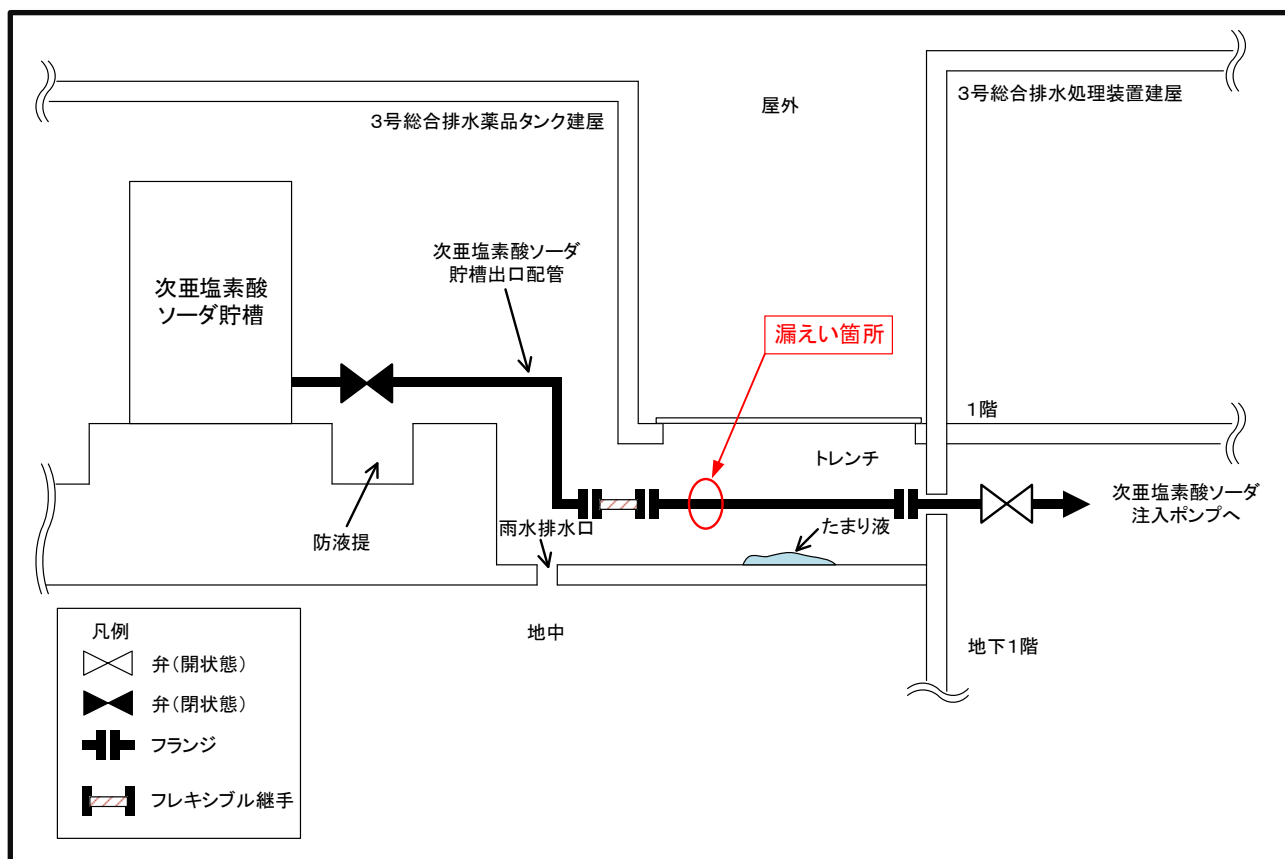 3号総合排水薬品タンク建屋
屋外
3号総合排水処理装置建屋
次亜塩素酸
ソーダ貯槽
次亜塩素酸ソーダ
貯槽出口配管
漏えい箇所
1階
トレンチ
次亜塩素酸ソーダ
注入ポンプへ
防液提
雨水排水口
たまり液
地中
地下1階
凡例
弁(開状態)
弁(閉状態)
フランジ
フレキシブル継手